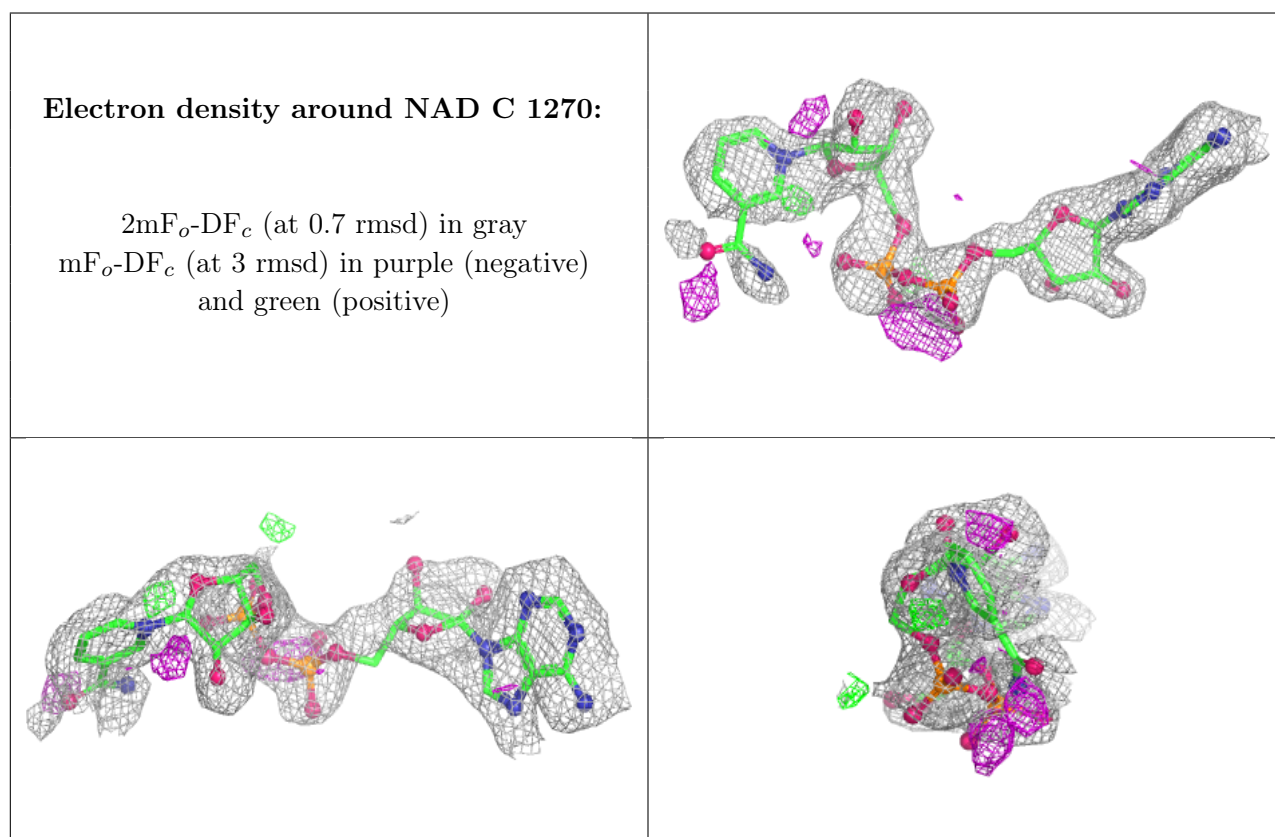 Electron density around NAD C 1270:
2mFₒ-DF𝒸 (at 0.7 rmsd) in gray
mFₒ-DF𝒸 (at 3 rmsd) in purple (negative)
and green (positive)